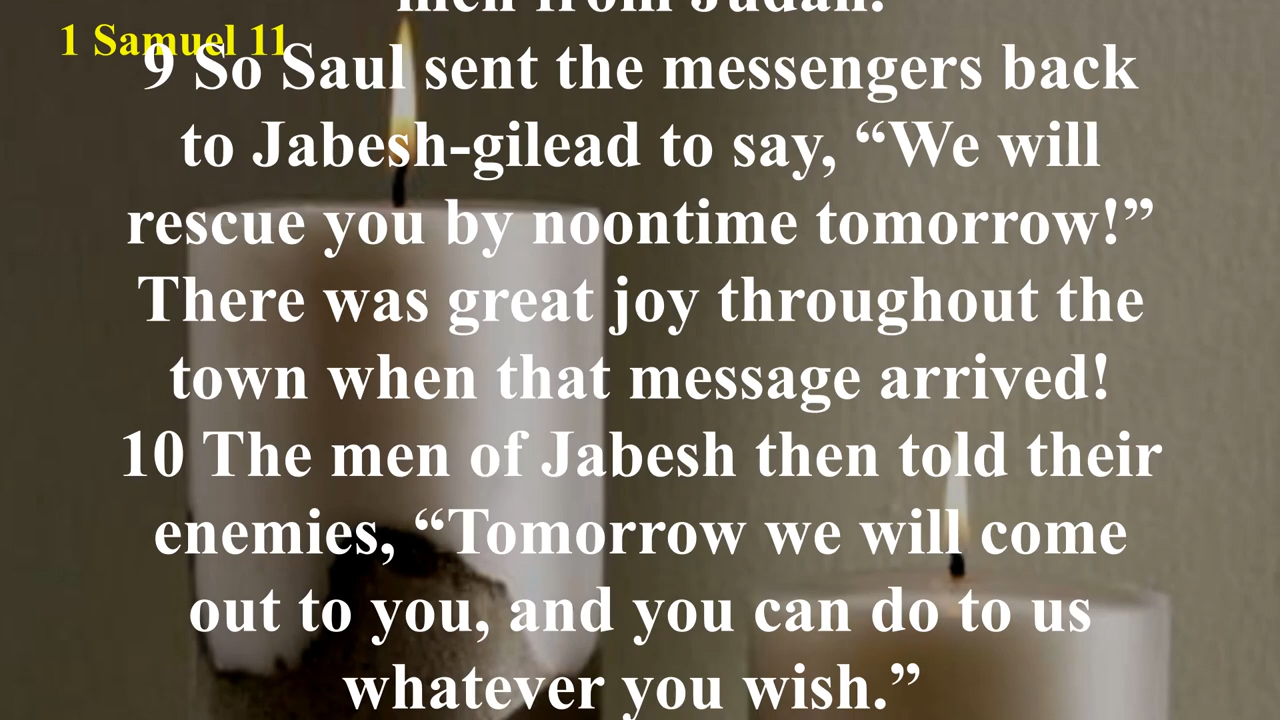 men from Judah.
1 Samuel 11
9 So Saul sent the messengers back
to Jabesh-gilead to say, “We will
rescue you by noontime tomorrow!”
There was great joy throughout the
town when that message arrived!
10 The men of Jabesh then told their
enemies, “Tomorrow we will come
out to you, and you can do to us
whatever you wish.”